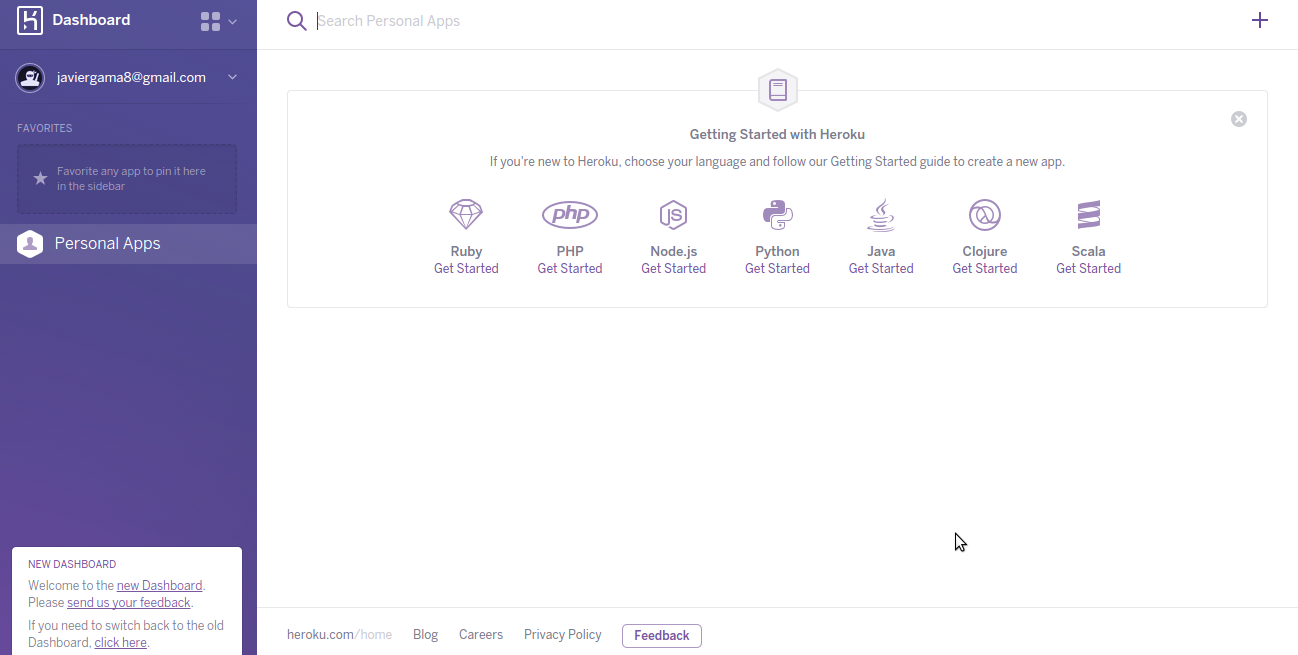 Dashboard
Search Personal Apps
javiergama8@gmail.com
FAVORITES
Favorite any app to pin it here
in the sidebar
Personal Apps
Getting Started with Heroku
If you're new to Heroku, choose your language and follow our Getting Started guide to create a new app.
php
JS
Ruby PHP Node.js Python Java Clojure Scala
Get Started Get Started Get Started Get Started Get Started Get Started Get Started
NEW DASHBOARD
Welcome to the new Dashboard.
Please send us your feedback.
If you need to switch back to the old
Dashboard, click here.
heroku.com/home Blog Careers Privacy Policy Feedback